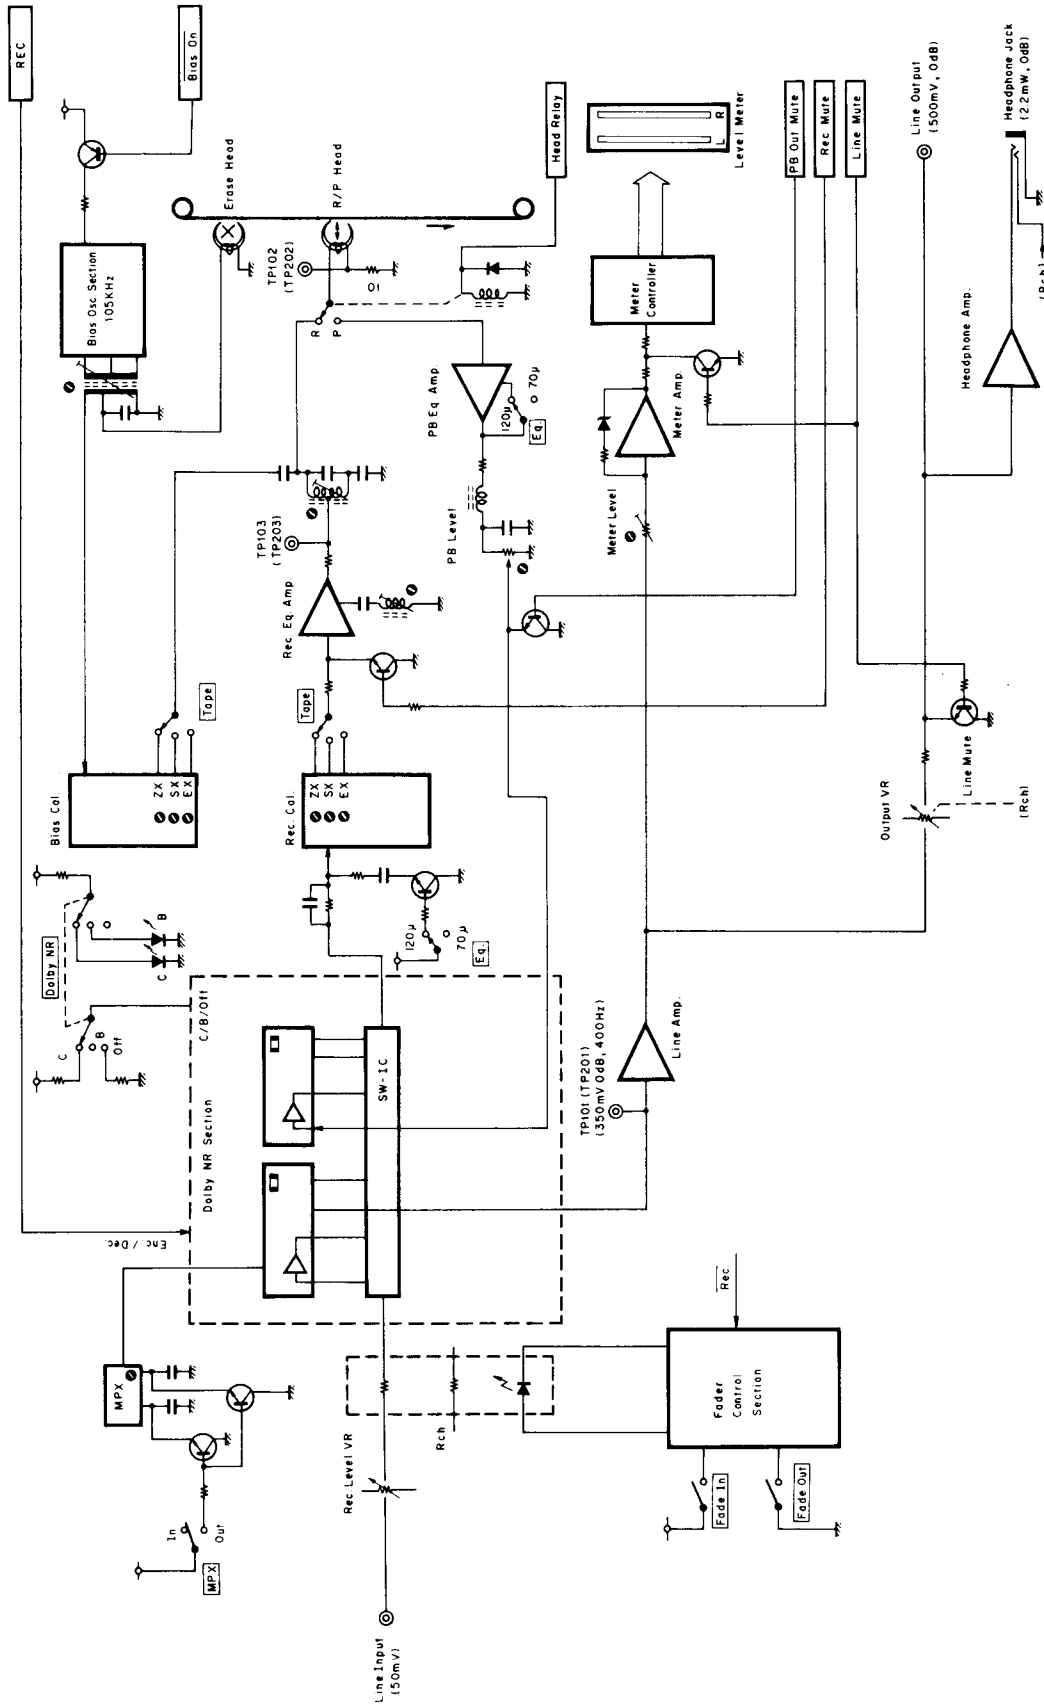 REC
Bias On
Bias Osc Section
105KHz
Erase Head
R/P Head
TP102
(TP202)
10
R
P
Head Relay
L
R
Level Meter
Meter
Controller
PB Out Mute
Rec Mute
Line Mute
Line Output
(500mV, 0dB)
Headphone Jack
(2.2mW, 0dB)
(Rch)
Headphone Amp.
Meter Amp.
Meter Level
PB Eq. Amp.
120μ
70μ
Eq.
PB Level
TP103
(TP203)
Rec. Eq. Amp
Tape
Bias Cal.
ZX
SX
EX
Tape
Rec. Cal.
ZX
SX
EX
Output VR
Line Mute
(Rch)
120μ
70μ
Eq.
Dolby NR
C
B
C
B
Off
C/B/Off
Dolby NR Section
SW-IC
Enc./Dec.
TP101 (TP201)
(350mV 0dB, 400Hz)
Line Amp.
MPX
In
Out
MPX
Rec Level VR
Rch
Line Input
(50mV)
Rec.
Fader
Control
Section
Fade In
Fade Out